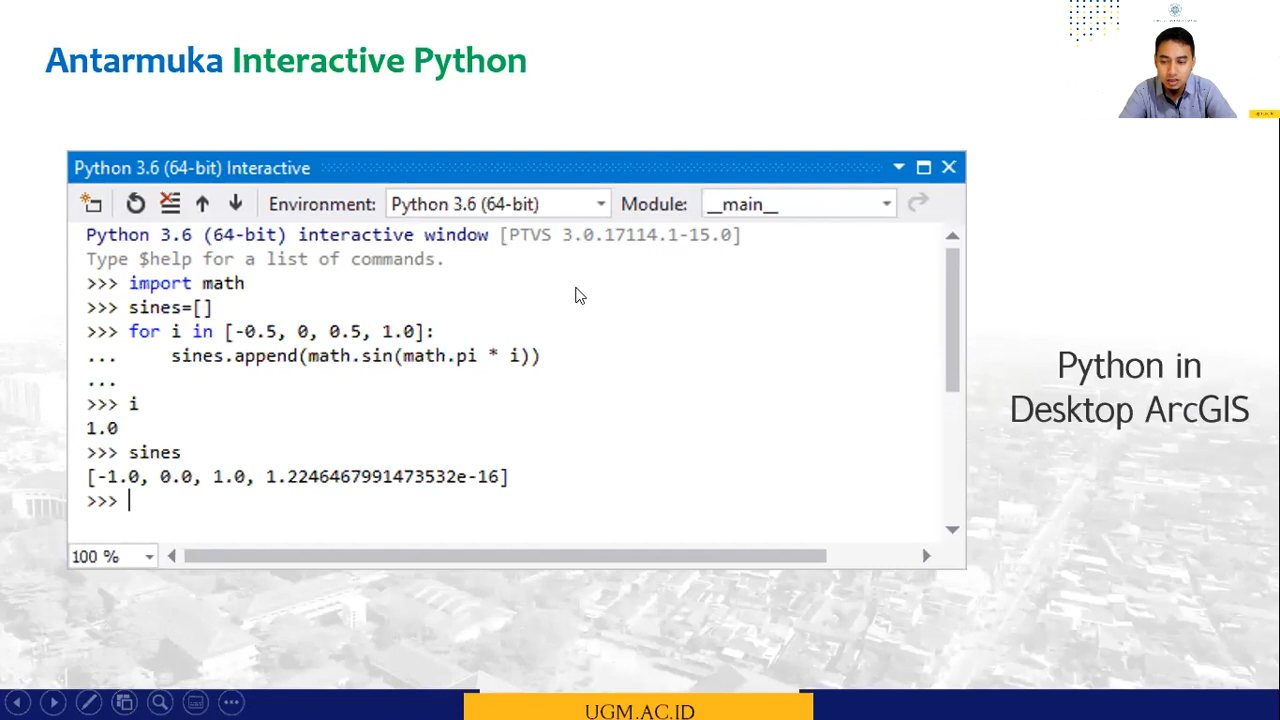 Antarmuka Interactive Python
Python 3.6 (64-bit) Interactive
Environment: Python 3.6 (64-bit) Module: __main__
Python 3.6 (64-bit) interactive window [PTVS 3.0.17114.1-15.0]
Type $help for a list of commands.
>>> import math
>>> sines=[]
>>> for i in [-0.5, 0, 0.5, 1.0]:
...     sines.append(math.sin(math.pi * i))
...
>>> i
1.0
>>> sines
[-1.0, 0.0, 1.0, 1.2246467991473532e-16]
>>>
100 %
Python in
Desktop ArcGIS
UGM.AC.ID